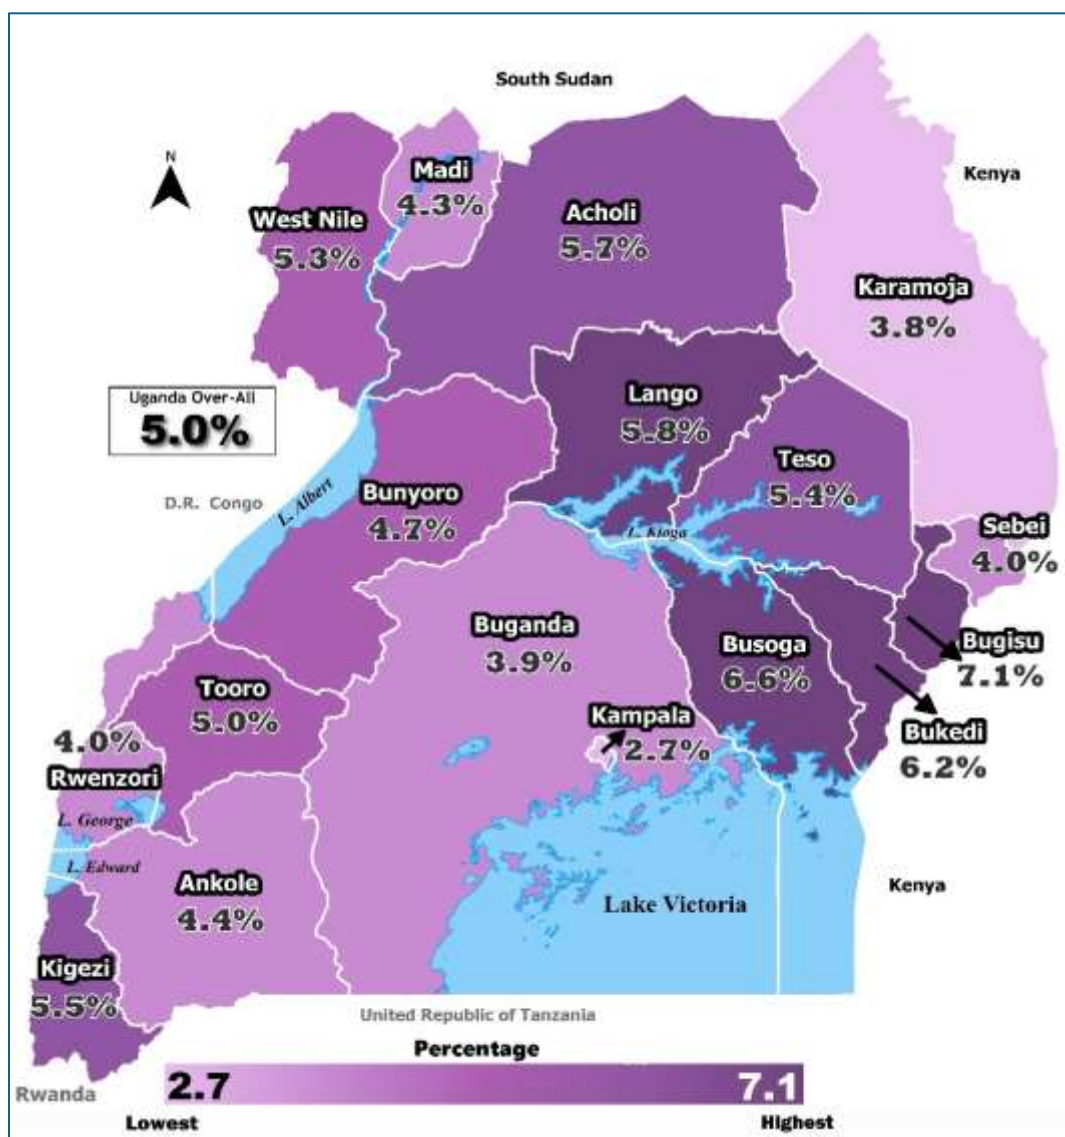 South Sudan
N
Madi
4.3%
Kenya
West Nile
5.3%
Acholi
5.7%
Karamoja
3.8%
Uganda Over-All
5.0%
Lango
5.8%
Teso
5.4%
D.R. Congo
L. Albert
Bunyoro
4.7%
L. Kioga
Sebei
4.0%
Buganda
3.9%
Busoga
6.6%
Bugisu
7.1%
Tooro
5.0%
Kampala
2.7%
Bukedi
6.2%
4.0%
Rwenzori
L. George
L. Edward
Ankole
4.4%
Kenya
Lake Victoria
Kigezi
5.5%
United Republic of Tanzania
Percentage
Rwanda
2.7
7.1
Lowest
Highest